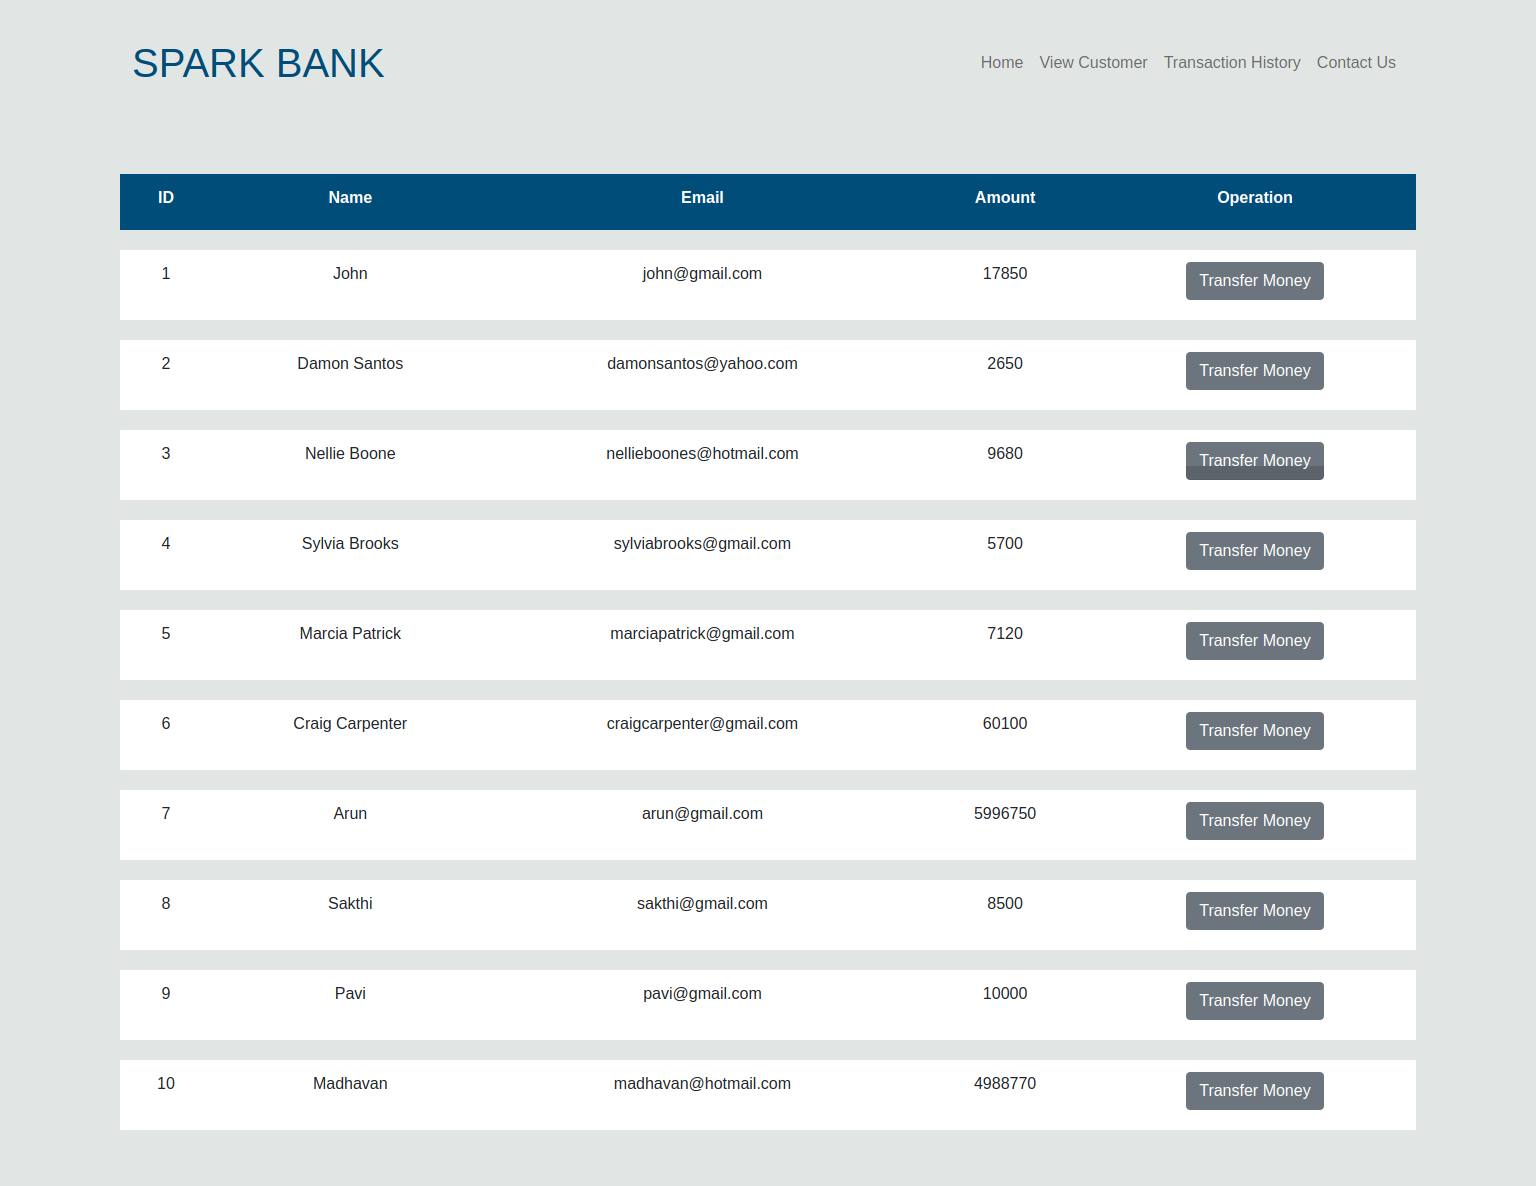 SPARK BANK
Home View Customer Transaction History Contact Us
ID Name Email Amount Operation
1 John john@gmail.com 17850 Transfer Money
2 Damon Santos damonsantos@yahoo.com 2650 Transfer Money
3 Nellie Boone nellieboones@hotmail.com 9680 Transfer Money
4 Sylvia Brooks sylviabrooks@gmail.com 5700 Transfer Money
5 Marcia Patrick marciapatrick@gmail.com 7120 Transfer Money
6 Craig Carpenter craigcarpenter@gmail.com 60100 Transfer Money
7 Arun arun@gmail.com 5996750 Transfer Money
8 Sakthi sakthi@gmail.com 8500 Transfer Money
9 Pavi pavi@gmail.com 10000 Transfer Money
10 Madhavan madhavan@hotmail.com 4988770 Transfer Money